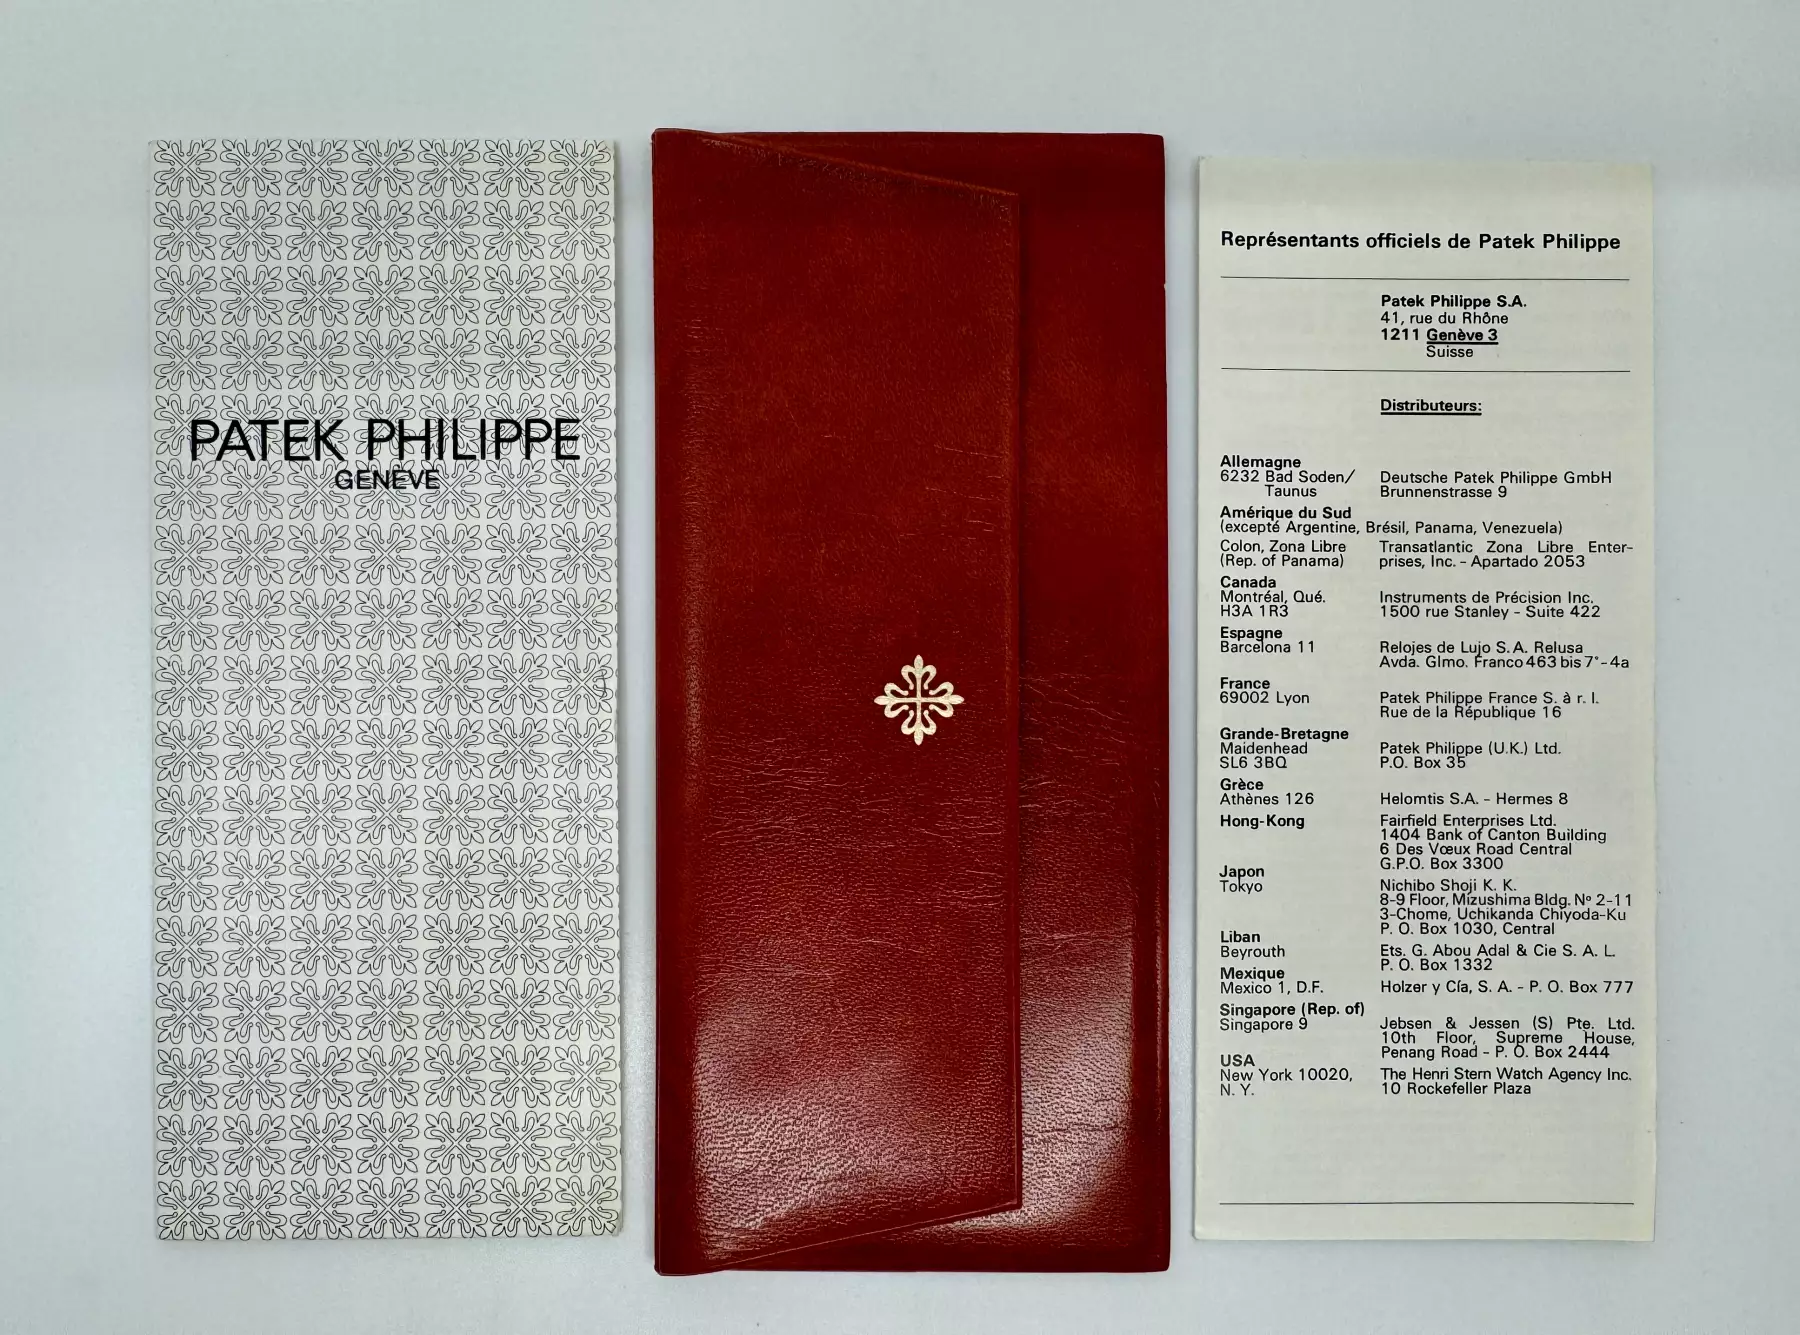 PATEK PHILIPPE
GENÈVE
Représentants officiels de Patek Philippe
Patek Philippe S.A.
41, rue du Rhône
1211 Genève 3
Suisse
Distributeurs:
Allemagne
6232 Bad Soden/ Deutsche Patek Philippe GmbH
Taunus Brunnenstrasse 9
Amérique du Sud
(excepté Argentine, Brésil, Panama, Venezuela)
Colon, Zona Libre Transatlantic Zona Libre Enter-
(Rep. of Panama) prises, Inc. - Apartado 2053
Canada
Montréal, Qué. Instruments de Précision Inc.
H3A 1R3 1500 rue Stanley - Suite 422
Espagne
Barcelona 11 Relojes de Lujo S.A. Relusa
Avda. Glmo. Franco 463 bis 7° - 4a
France
69002 Lyon Patek Philippe France S. à r. l.
Rue de la République 16
Grande-Bretagne
Maidenhead Patek Philippe (U.K.) Ltd.
SL6 3BQ P.O. Box 35
Grèce
Athènes 126 Helomtis S.A. - Hermes 8
Hong-Kong Fairfield Enterprises Ltd.
1404 Bank of Canton Building
6 Des Vœux Road Central
G.P.O. Box 3300
Japon
Tokyo Nichibo Shoji K. K.
8-9 Floor, Mizushima Bldg. Nº 2-11
3-Chome, Uchikanda Chiyoda-Ku
P. O. Box 1030, Central
Liban
Beyrouth Ets. G. Abou Adal & Cie S. A. L.
P. O. Box 1332
Mexique
Mexico 1, D.F. Holzer y Cía, S. A. - P. O. Box 777
Singapore (Rep. of)
Singapore 9 Jebsen & Jessen (S) Pte. Ltd.
10th Floor, Supreme House,
Penang Road - P. O. Box 2444
USA
New York 10020, The Henri Stern Watch Agency Inc.
N. Y. 10 Rockefeller Plaza